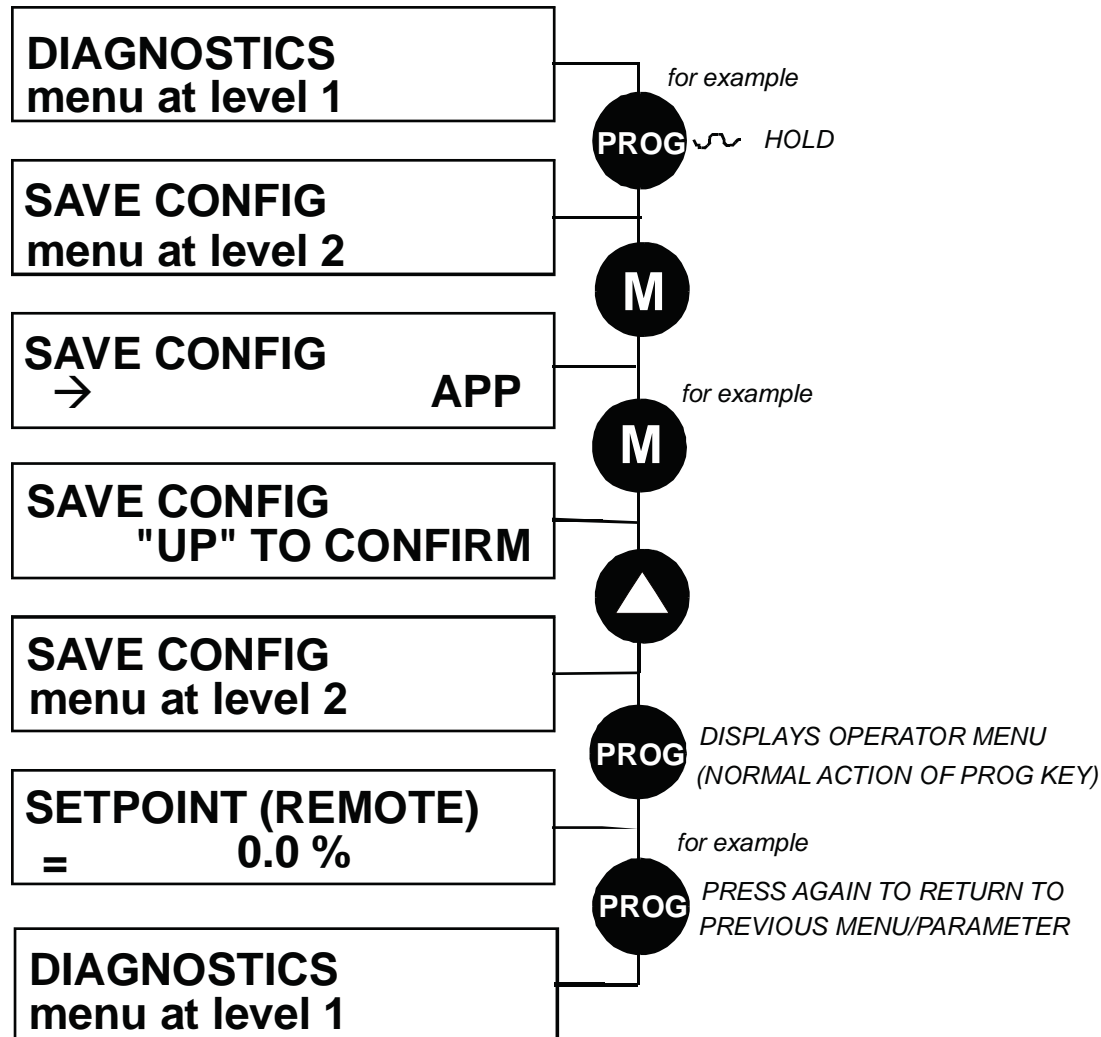 DIAGNOSTICS
menu at level 1
for example
PROG
HOLD
SAVE CONFIG
menu at level 2
M
SAVE CONFIG
→ APP
for example
M
SAVE CONFIG
"UP" TO CONFIRM
SAVE CONFIG
menu at level 2
PROG
DISPLAYS OPERATOR MENU
(NORMAL ACTION OF PROG KEY)
SETPOINT (REMOTE)
= 0.0 %
for example
PROG
PRESS AGAIN TO RETURN TO
PREVIOUS MENU/PARAMETER
DIAGNOSTICS
menu at level 1